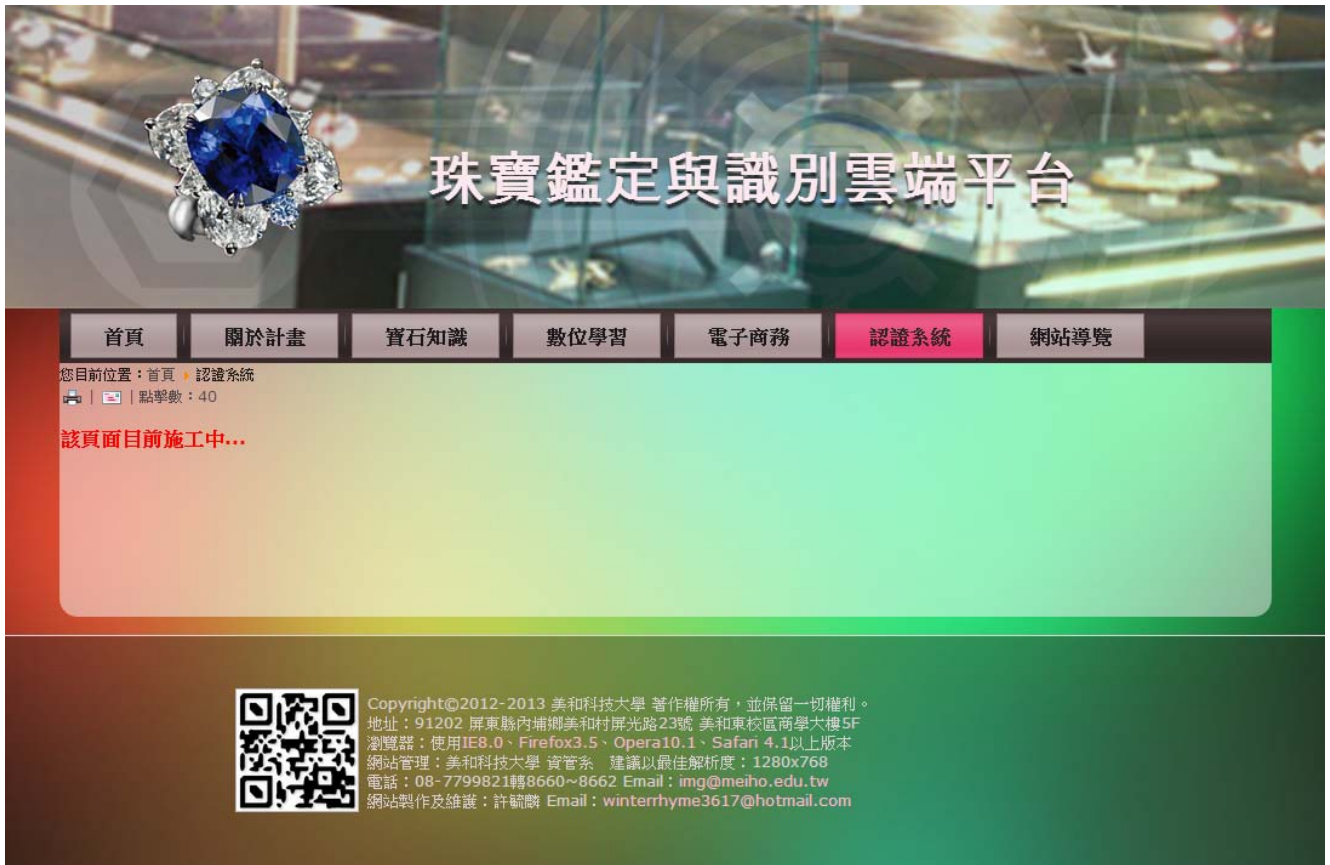 珠寶鑑定與識別雲端平台
首頁 關於計畫 寶石知識 數位學習 電子商務 認證系統 網站導覽
您目前位置：首頁 認證系統
| | 點擊數：40
該頁面目前施工中...
Copyright©2012-2013 美和科技大學 著作權所有，並保留一切權利。
地址：91202 屏東縣內埔鄉美和村屏光路23號 美和東校區商學大樓5F
瀏覽器：使用IE8.0、Firefox3.5、Opera10.1、Safari 4.1以上版本
網站管理：美和科技大學 資管系 建議以最佳解析度：1280x768
電話：08-7799821轉8660~8662 Email：img@meiho.edu.tw
網站製作及維護：許毓麟 Email：winterrhyme3617@hotmail.com